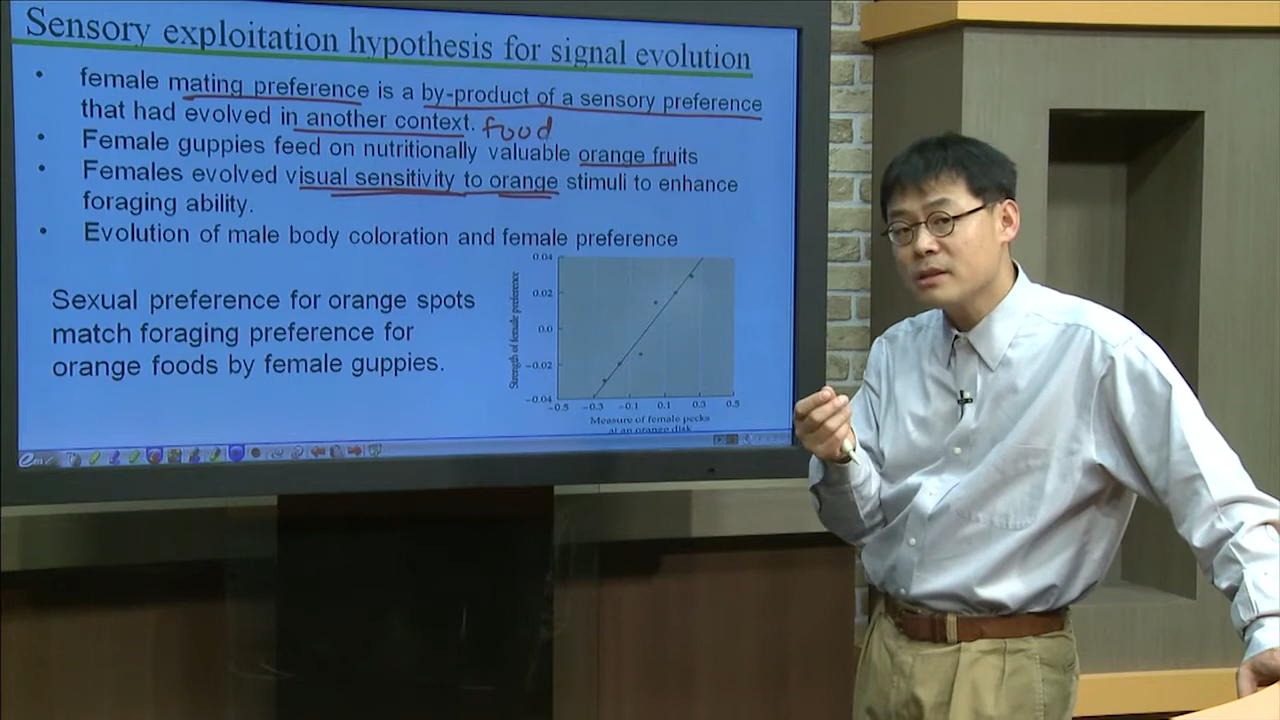 Sensory exploitation hypothesis for signal evolution
• female mating preference is a by-product of a sensory preference
that had evolved in another context. food
• Female guppies feed on nutritionally valuable orange fruits
• Females evolved visual sensitivity to orange stimuli to enhance
foraging ability.
• Evolution of male body coloration and female preference
Sexual preference for orange spots
match foraging preference for
orange foods by female guppies.
Strength of female preference
0.04
0.02
0.0
−0.02
−0.04
−0.5 −0.3 −0.1 0.1 0.3 0.5
Measure of female pecks
at an orange disk